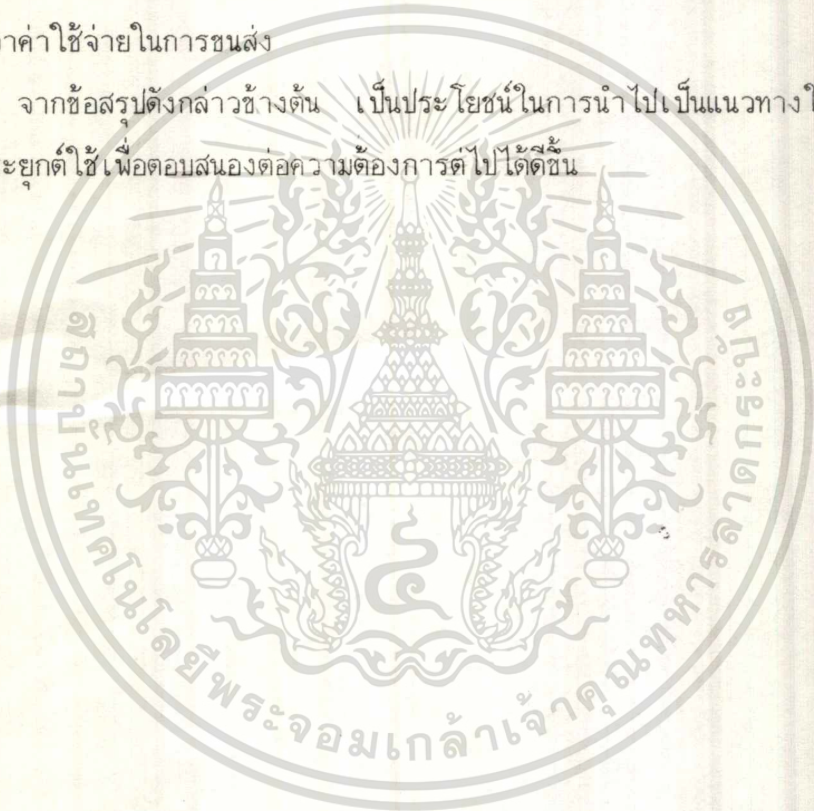 าค่าใช้จ่ายในการขนส่ง
จากข้อสรุปดังกล่าวข้างต้น เป็นประโยชน์ในการนำไปเป็นแนวทางใ
ะยุกต์ใช้เพื่อตอบสนองต่อความต้องการต่ไปได้ดีขึ้น
สถาบันเทคโนโลยีพระจอมเกล้าเจ้าคุณทหารลาดกระบัง
๔